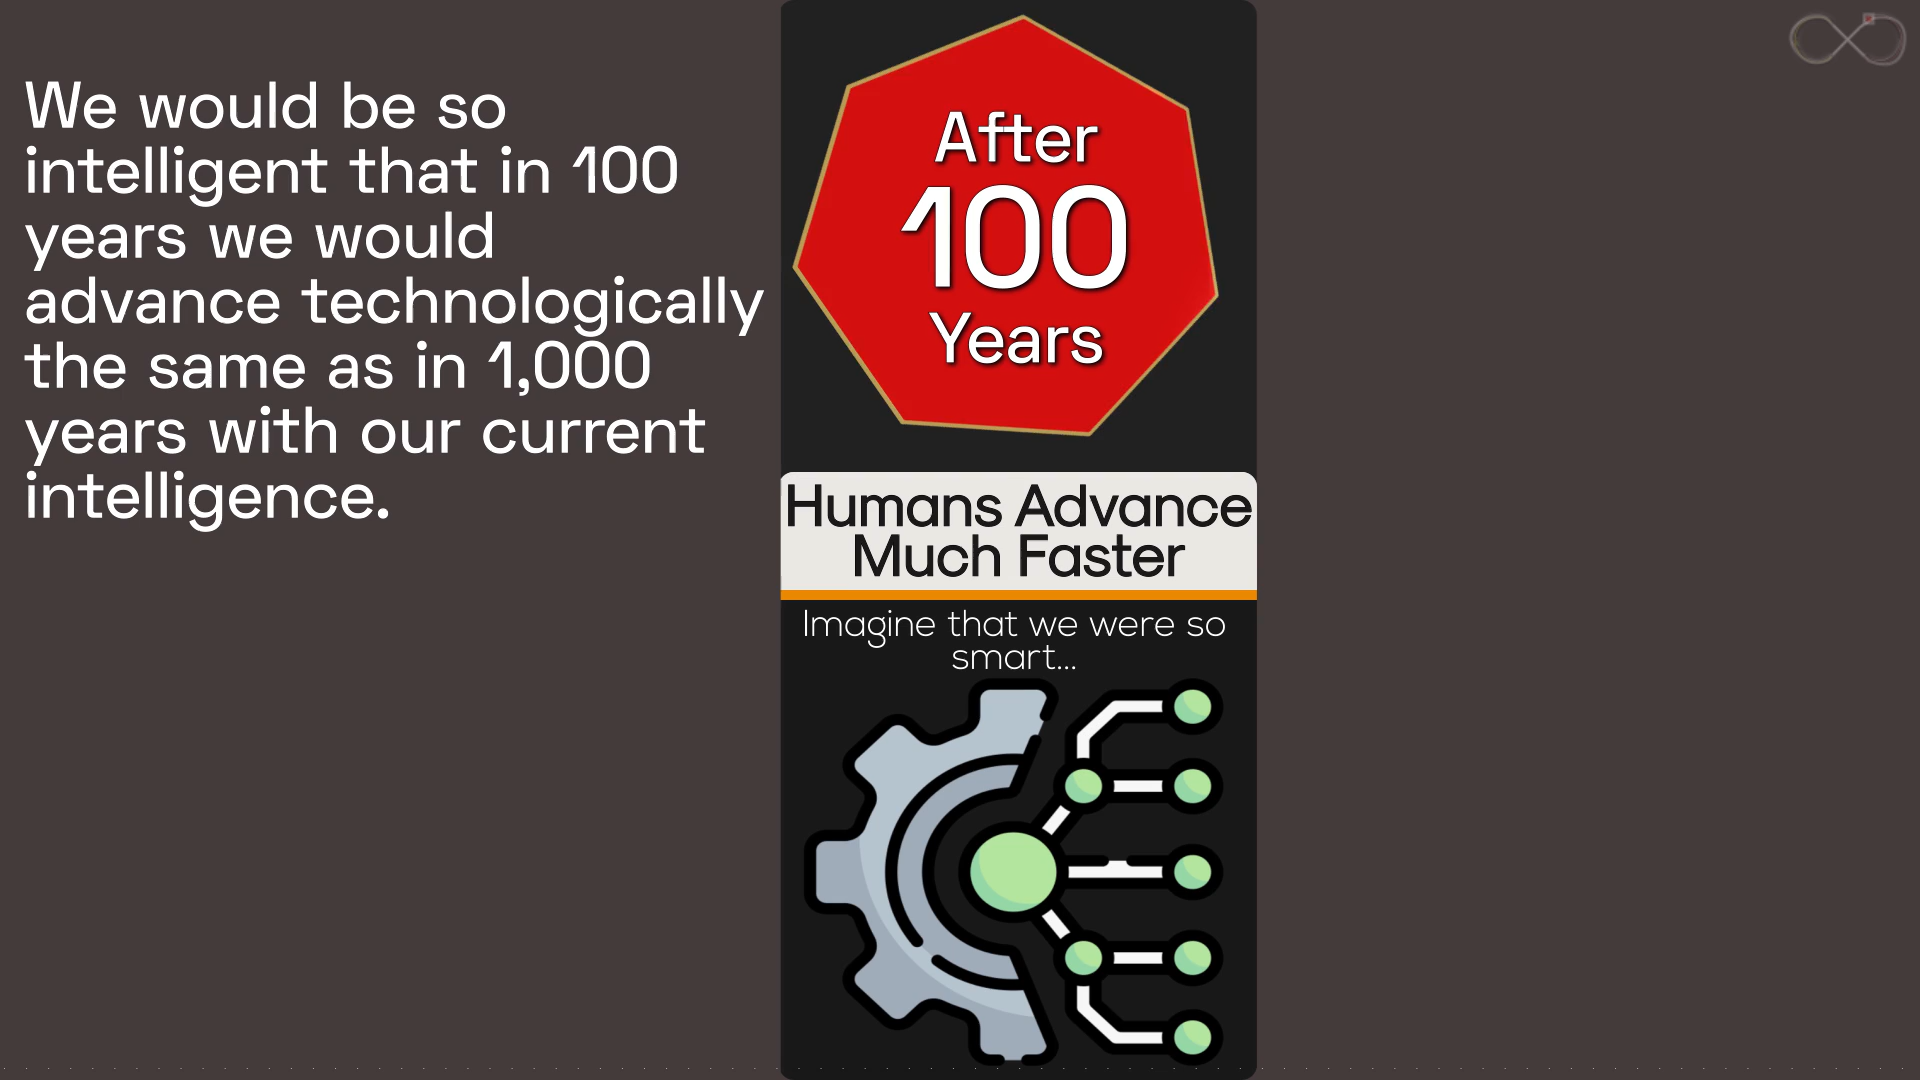 We would be so
intelligent that in 100
years we would
advance technologically
the same as in 1,000
years with our current
intelligence.
After
100
Years
Humans Advance
Much Faster
Imagine that we were so
smart...